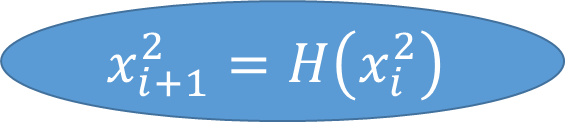 x_{i+1}^2 = H(x_i^2)